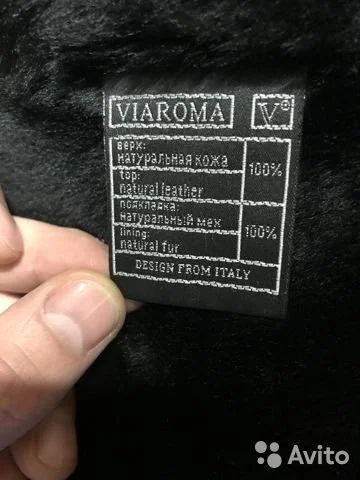 VIAROMA V®
верх:
натуральная кожа
100%
top:
natural leather
подкладка:
натуральный мех
100%
lining:
natural fur
DESIGN FROM ITALY
Avito